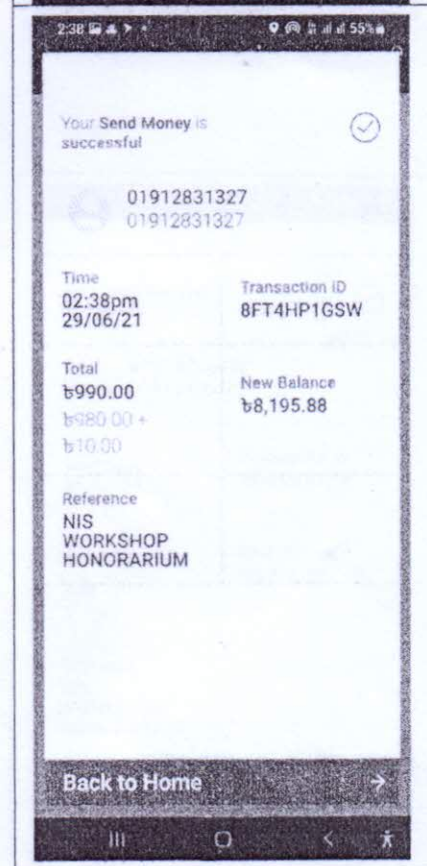 2:38 55%
Your Send Money is
successful
01912831327
01912831327
Time
02:38pm
29/06/21
Transaction ID
8FT4HP1GSW
Total
৳990.00
৳980.00 +
৳10.00
New Balance
৳8,195.88
Reference
NIS
WORKSHOP
HONORARIUM
Back to Home